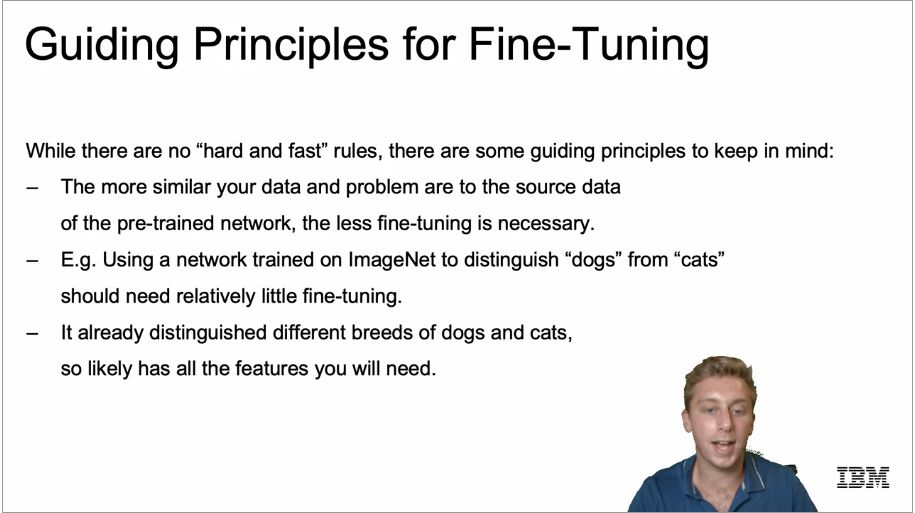 Guiding Principles for Fine-Tuning
While there are no “hard and fast” rules, there are some guiding principles to keep in mind:
– The more similar your data and problem are to the source data
of the pre-trained network, the less fine-tuning is necessary.
– E.g. Using a network trained on ImageNet to distinguish “dogs” from “cats”
should need relatively little fine-tuning.
– It already distinguished different breeds of dogs and cats,
so likely has all the features you will need.
IBM